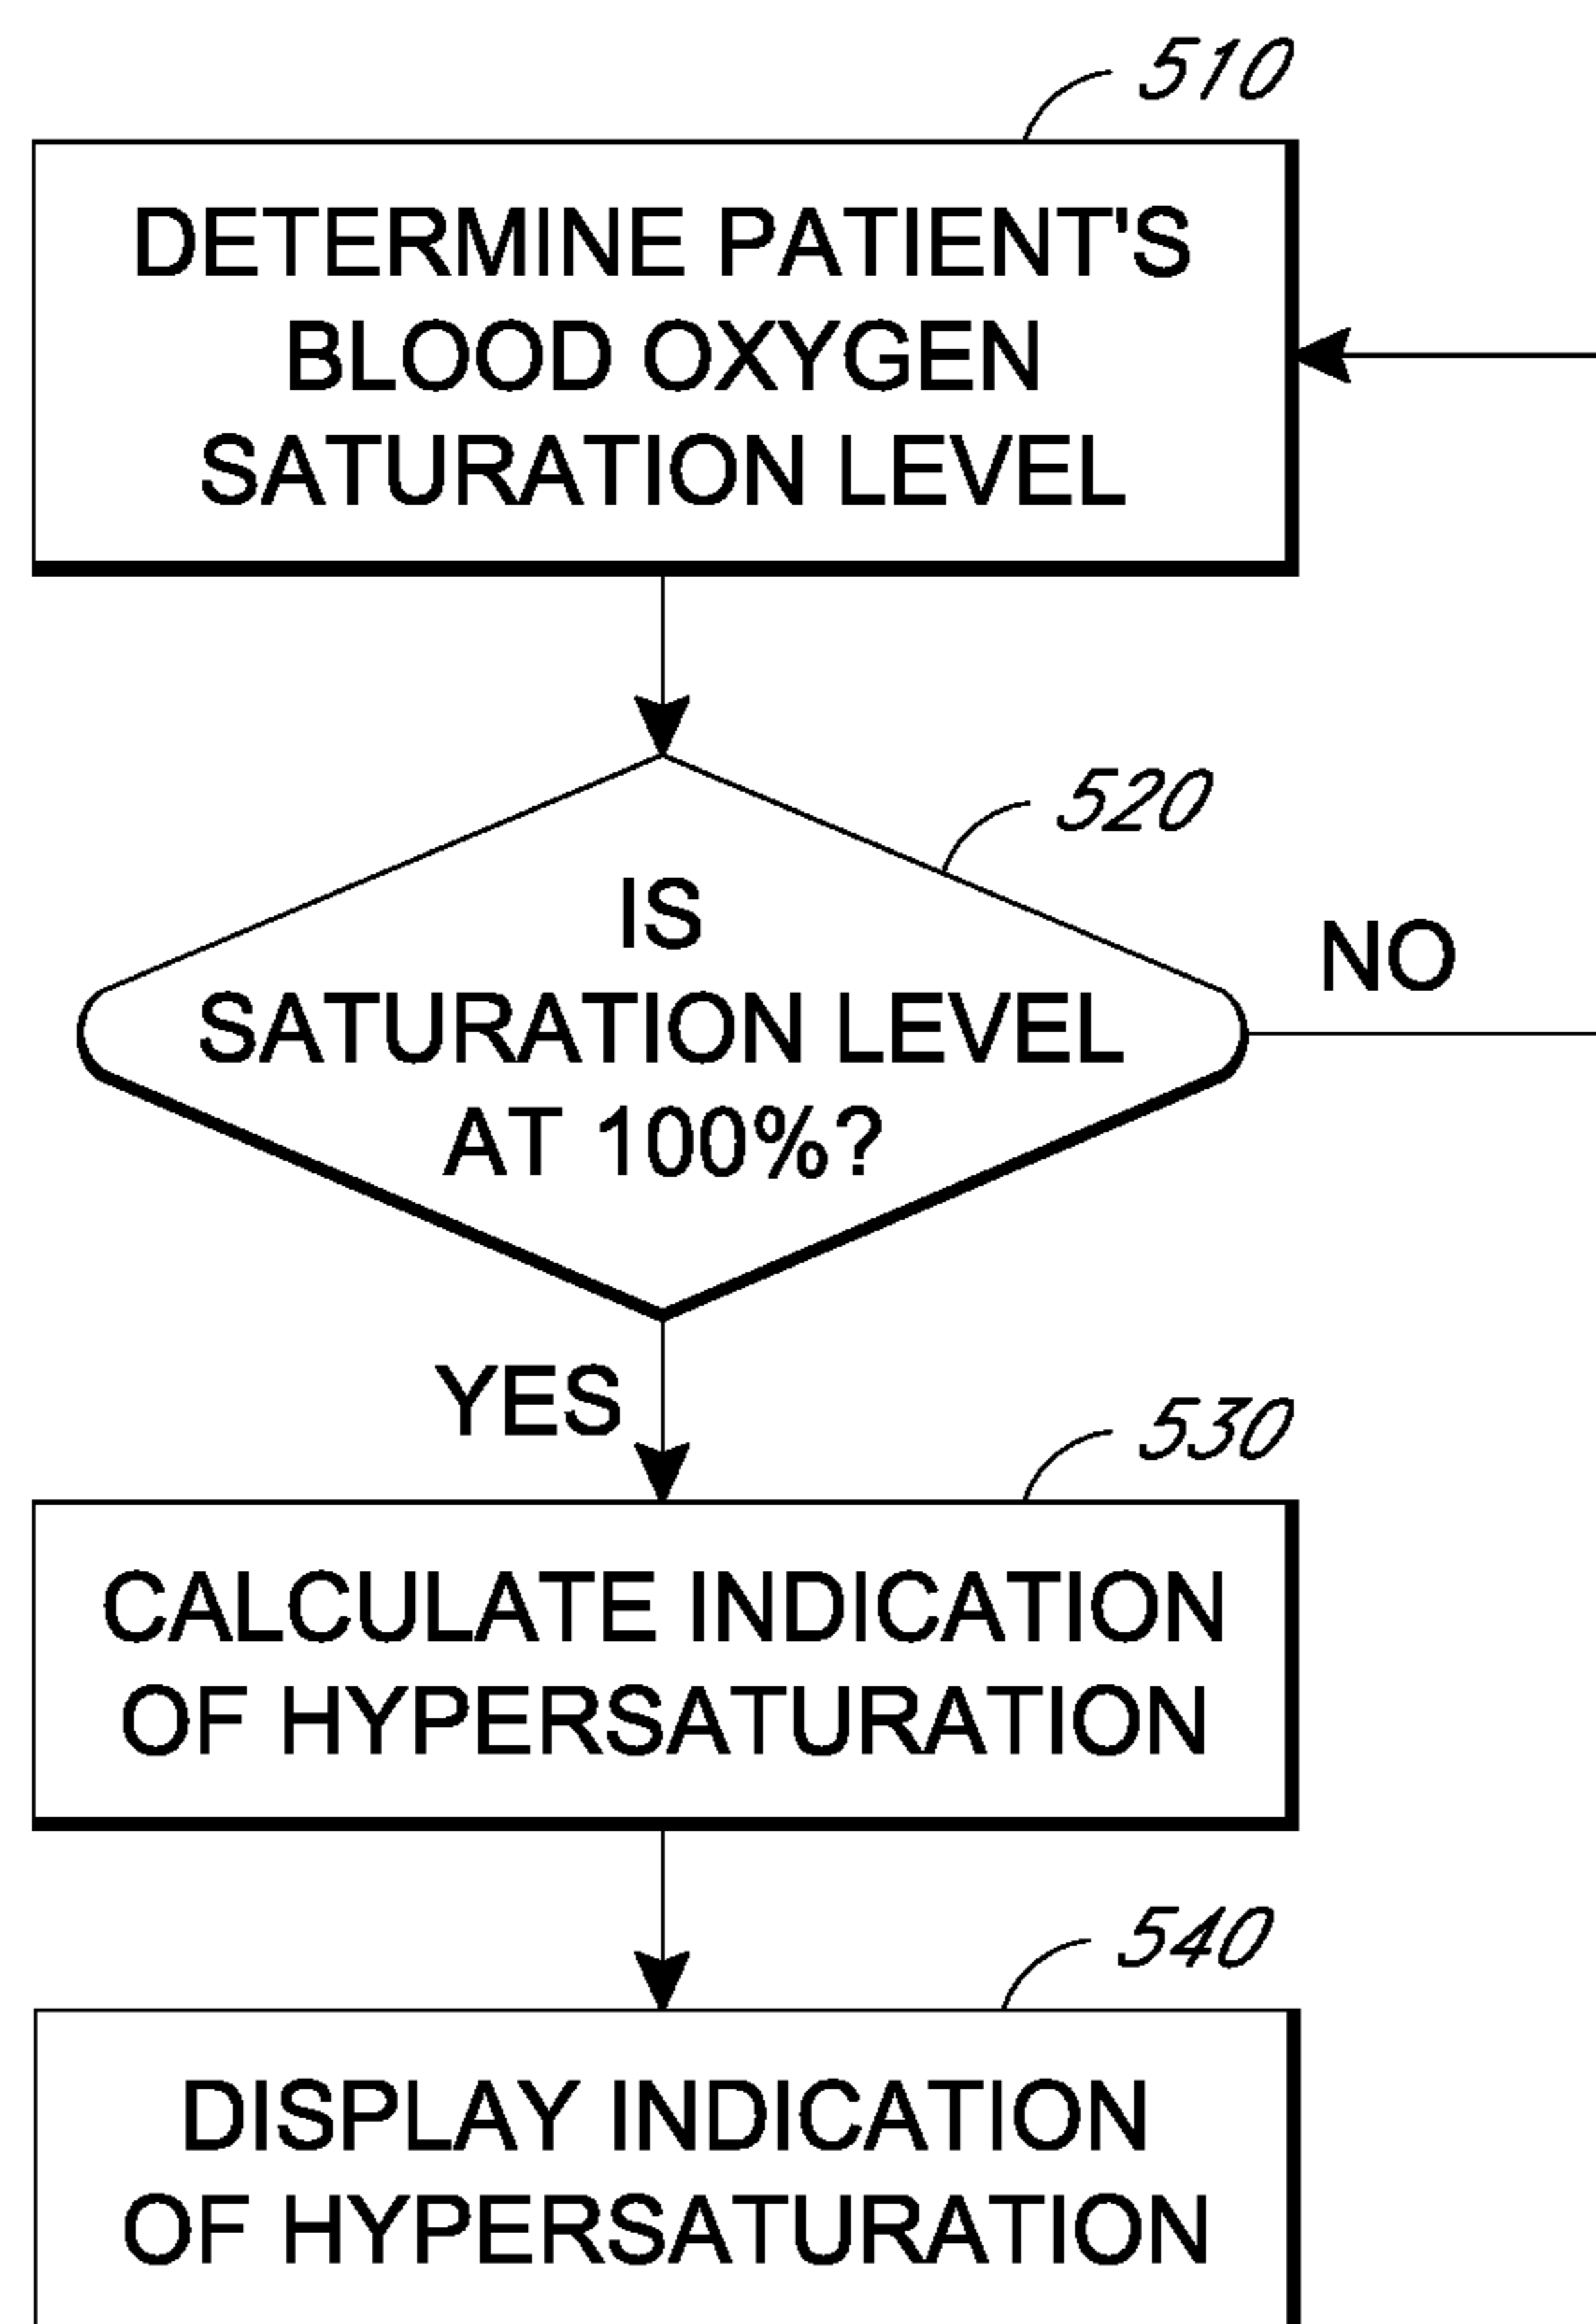 510
DETERMINE PATIENT'S
BLOOD OXYGEN
SATURATION LEVEL
520
IS
SATURATION LEVEL
AT 100%?
NO
YES
530
CALCULATE INDICATION
OF HYPERSATURATION
540
DISPLAY INDICATION
OF HYPERSATURATION